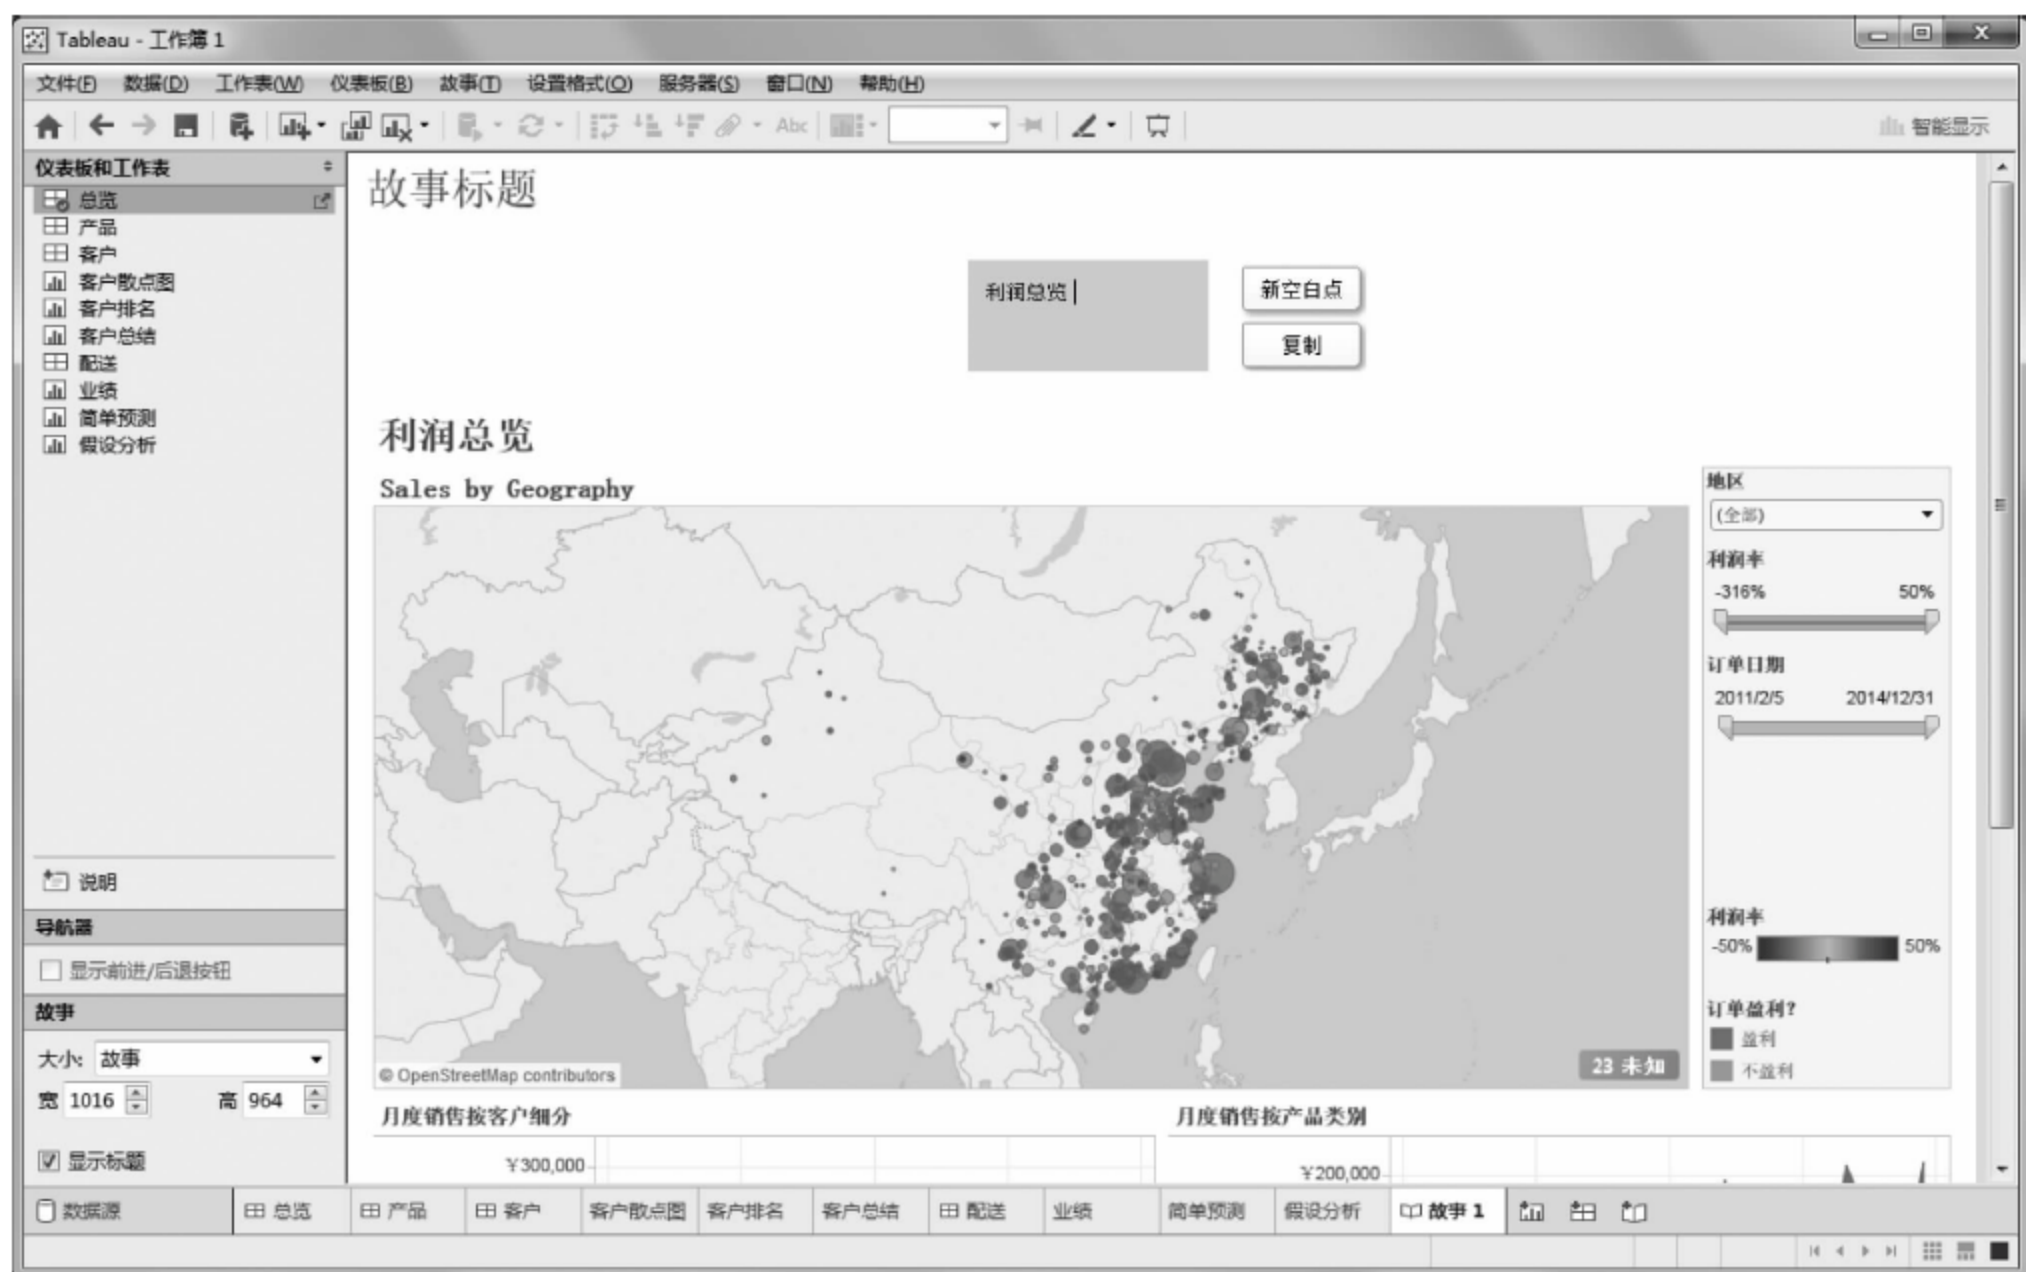 Tableau - 工作簿 1
文件(F) 数据(D) 工作表(W) 仪表板(B) 故事(T) 设置格式(O) 服务器(S) 窗口(N) 帮助(H)
Abc 智能显示
仪表板和工作表
总览
产品
客户
客户散点图
客户排名
客户总结
配送
业绩
简单预测
假设分析
说明
导航器
显示前进/后退按钮
故事
大小: 故事
宽 1016 高 964
显示标题
故事标题
利润总览
新空白点
复制
利润总览
Sales by Geography
© OpenStreetMap contributors
23 未知
地区
(全部)
利润率
-316% 50%
订单日期
2011/2/5 2014/12/31
利润率
-50% 50%
订单盈利?
盈利
不盈利
月度销售按客户细分
¥300,000
月度销售按产品类别
¥200,000
数据源 总览 产品 客户 客户散点图 客户排名 客户总结 配送 业绩 简单预测 假设分析 故事 1